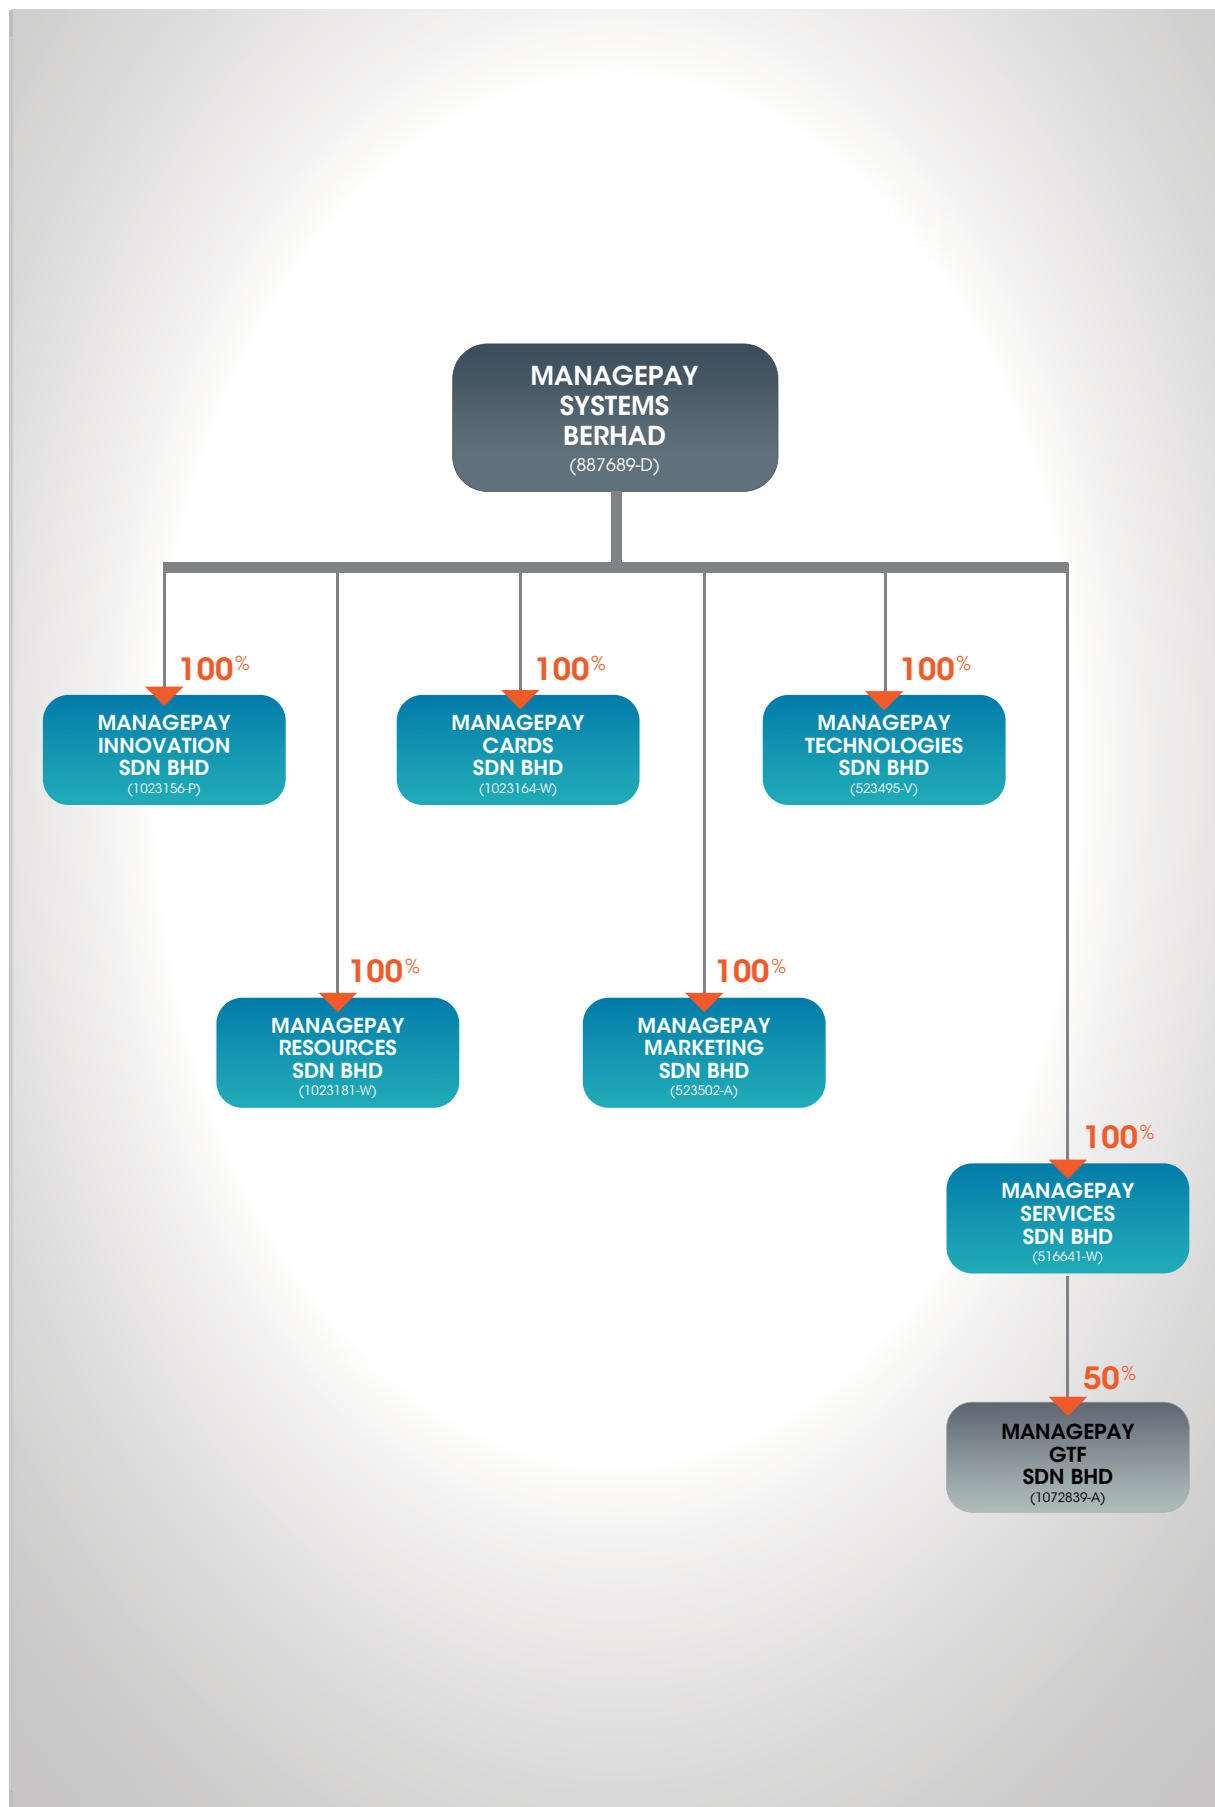 MANAGEPAY
SYSTEMS
BERHAD
(887689-D)
100%
MANAGEPAY
INNOVATION
SDN BHD
(1023156-P)
100%
MANAGEPAY
CARDS
SDN BHD
(1023164-W)
100%
MANAGEPAY
TECHNOLOGIES
SDN BHD
(523495-V)
100%
MANAGEPAY
RESOURCES
SDN BHD
(1023181-W)
100%
MANAGEPAY
MARKETING
SDN BHD
(523502-A)
100%
MANAGEPAY
SERVICES
SDN BHD
(516641-W)
50%
MANAGEPAY
GTF
SDN BHD
(1072839-A)